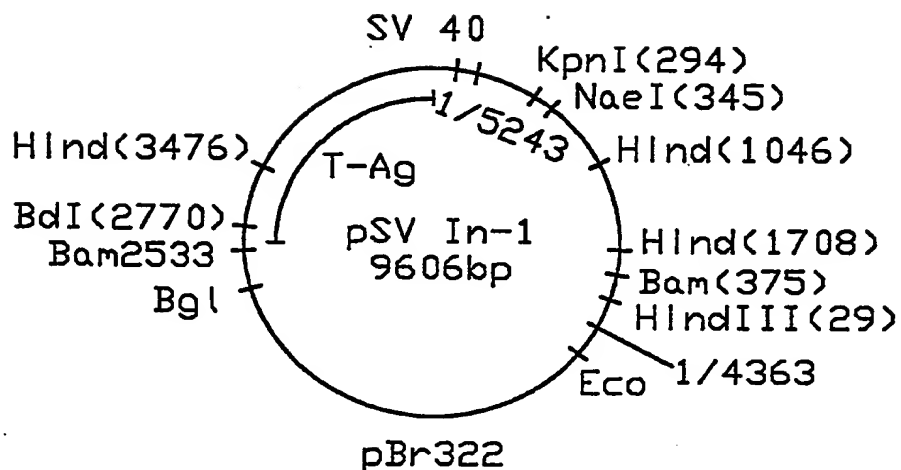 SV 40
KpnI(294)
NaeI(345)
1/5243
HInd(3476)
HInd(1046)
T-Ag
BdI(2770)
pSV In-1
HInd(1708)
Bam2533
9606bp
Bam(375)
Bgl
HIndIII(29)
1/4363
Eco
pBr322